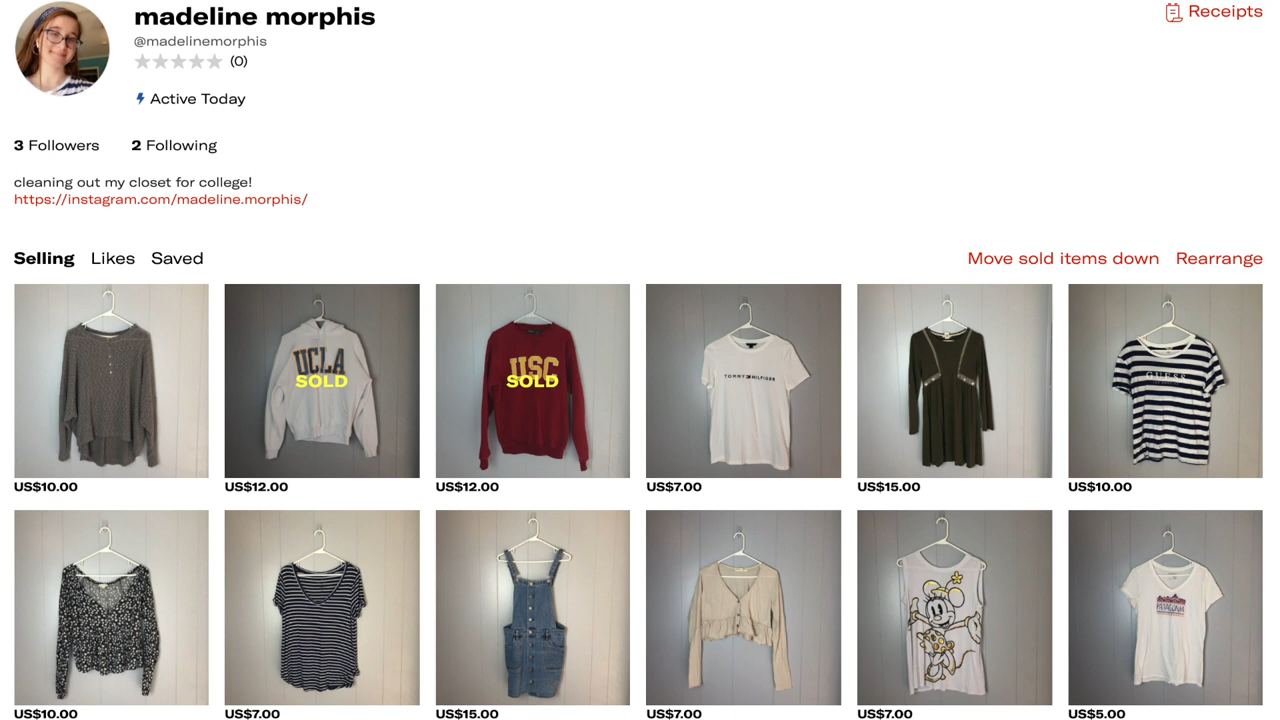 madeline morphis
Receipts
@madelinemorphis
(0)
Active Today
3 Followers 2 Following
cleaning out my closet for college!
https://instagram.com/madeline.morphis/
Selling Likes Saved
Move sold items down Rearrange
UCLA
SOLD
USC
SOLD
TOMMY HILFIGER
GUESS
US$10.00
US$12.00
US$12.00
US$7.00
US$15.00
US$10.00
PATAGONIA
US$10.00
US$7.00
US$15.00
US$7.00
US$7.00
US$5.00